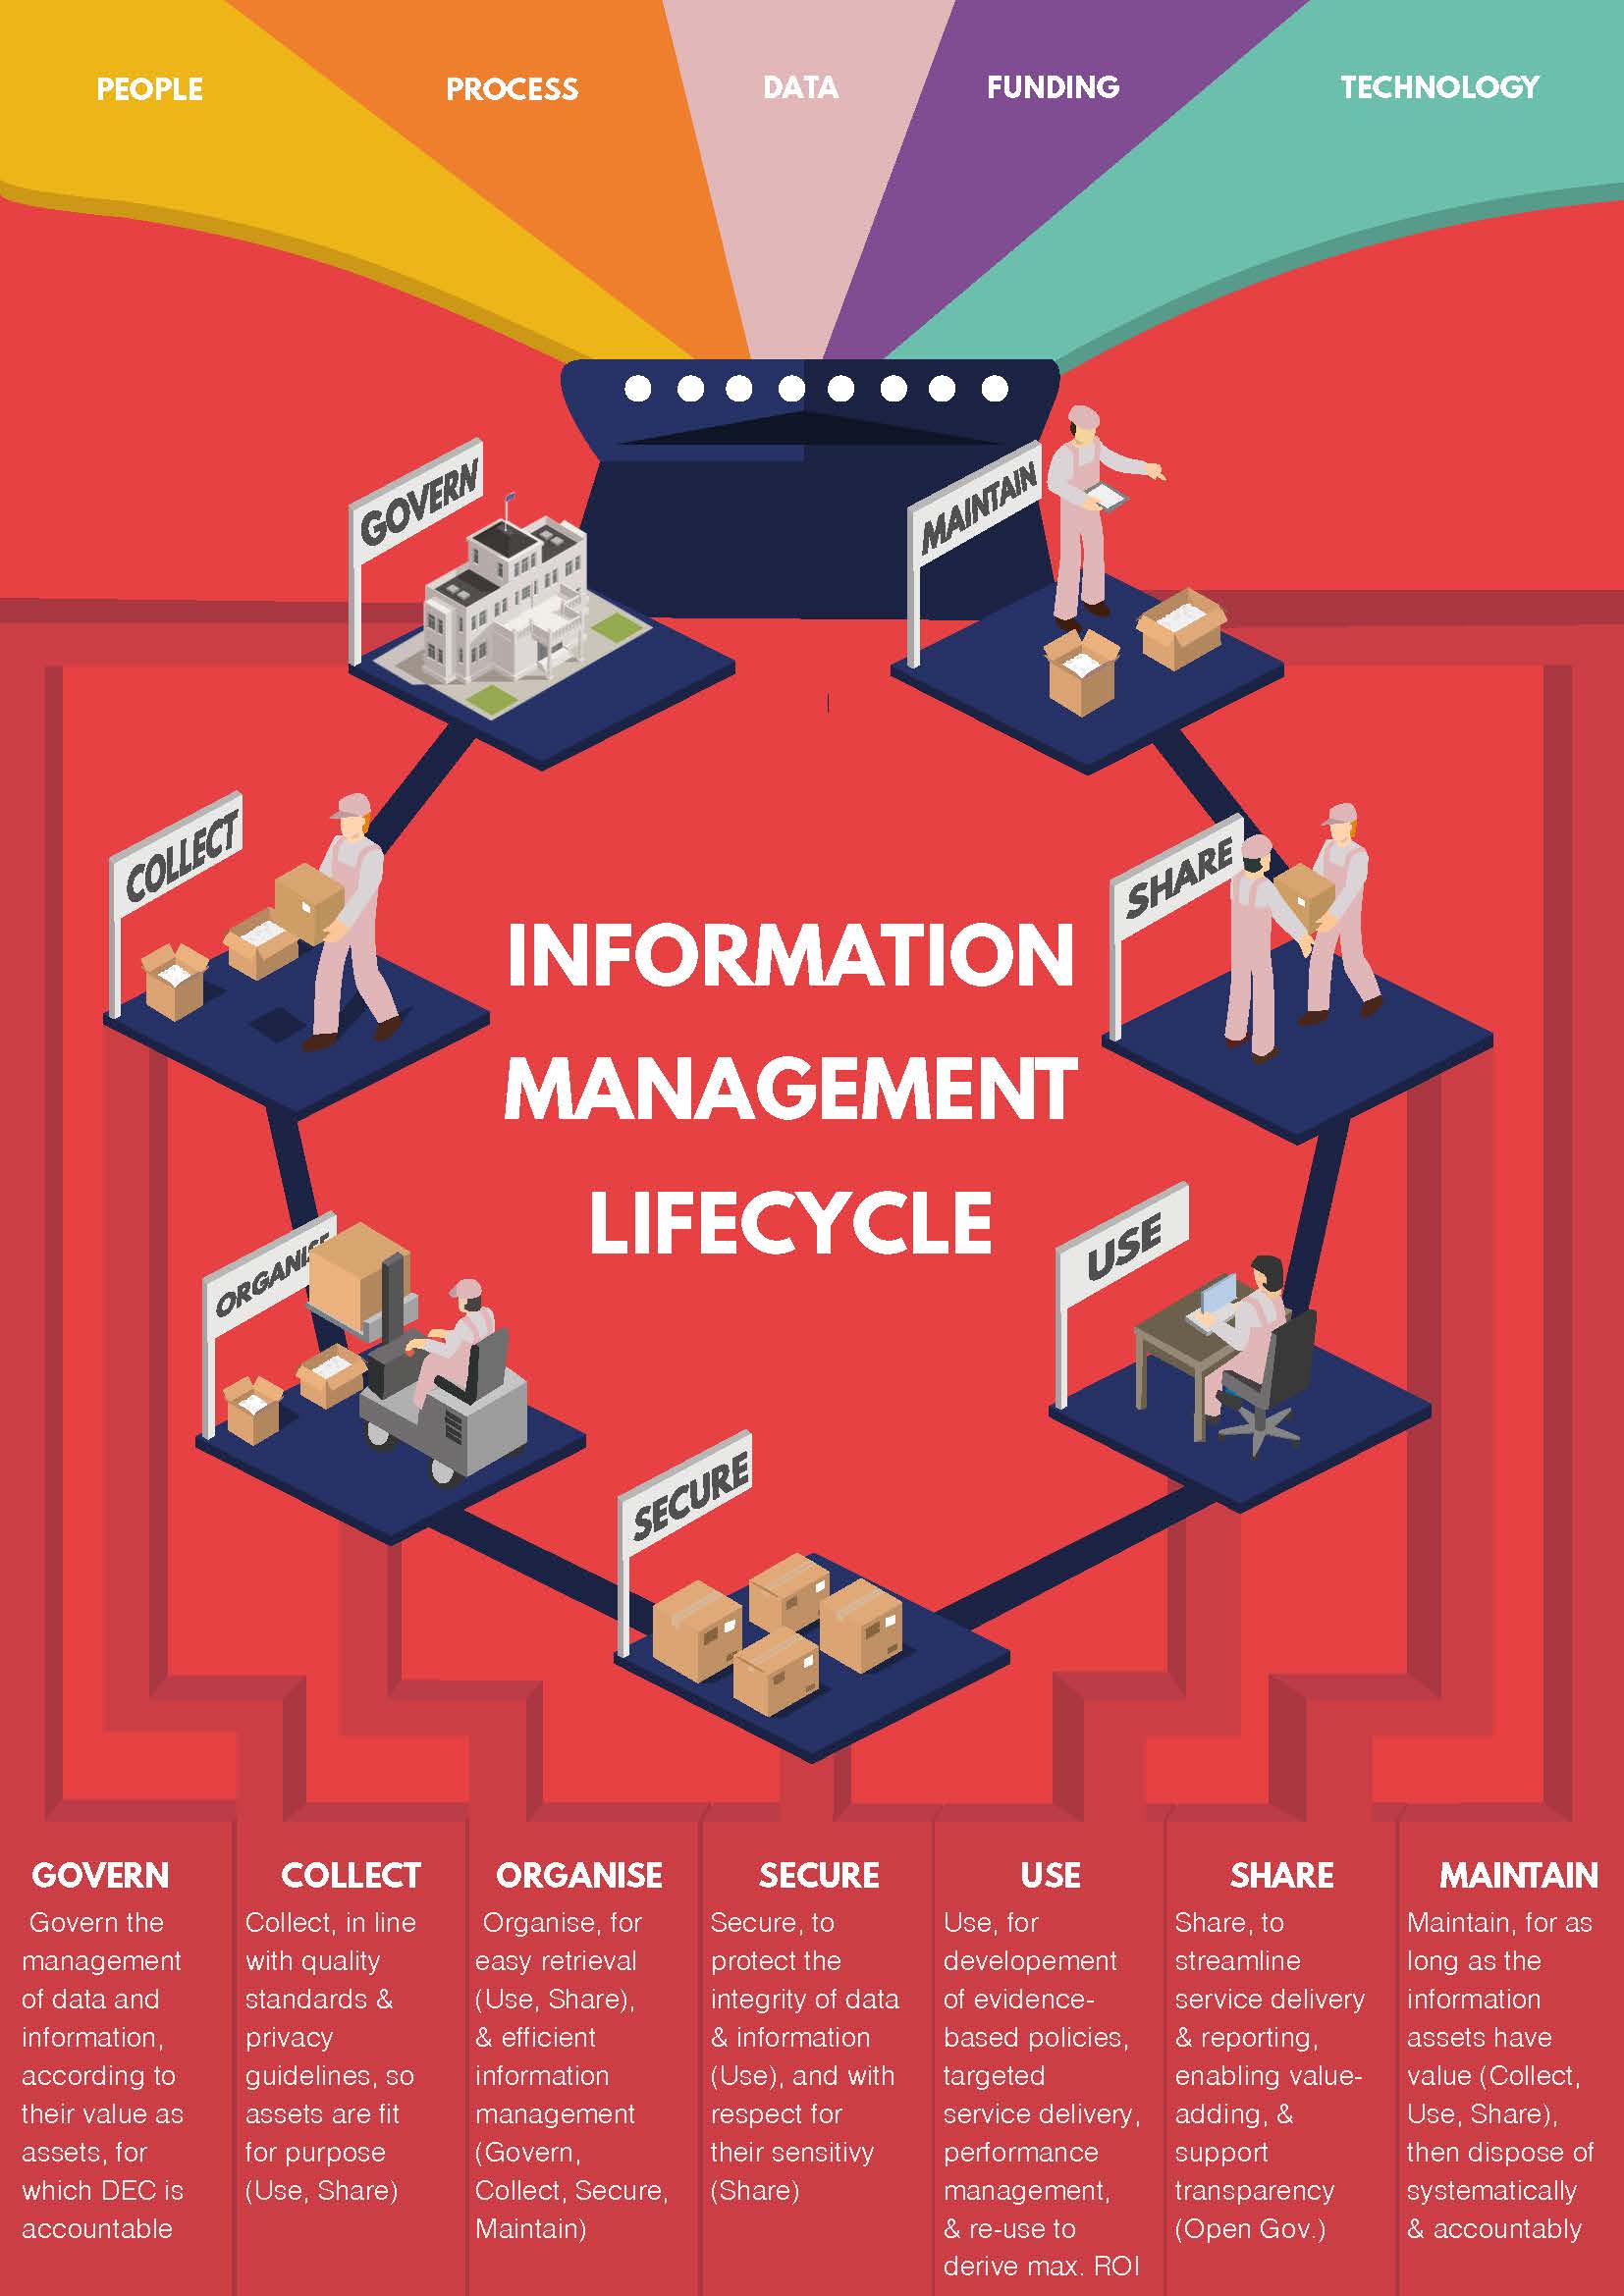 PEOPLE
PROCESS
DATA
FUNDING
TECHNOLOGY
GOVERN
MAINTAIN
COLLECT
SHARE
INFORMATION
MANAGEMENT
LIFECYCLE
ORGANISE
USE
SECURE
GOVERN
Govern the
management
of data and
information,
according to
their value as
assets, for
which DEC is
accountable
COLLECT
Collect, in line
with quality
standards &
privacy
guidelines, so
assets are fit
for purpose
(Use, Share)
ORGANISE
Organise, for
easy retrieval
(Use, Share),
& efficient
information
management
(Govern,
Collect, Secure,
Maintain)
SECURE
Secure, to
protect the
integrity of data
& information
(Use), and with
respect for
their sensitivy
(Share)
USE
Use, for
developement
of evidence-
based policies,
targeted
service delivery,
performance
management,
& re-use to
derive max. ROI
SHARE
Share, to
streamline
service delivery
& reporting,
enabling value-
adding, &
support
transparency
(Open Gov.)
MAINTAIN
Maintain, for as
long as the
information
assets have
value (Collect,
Use, Share),
then dispose of
systematically
& accountably